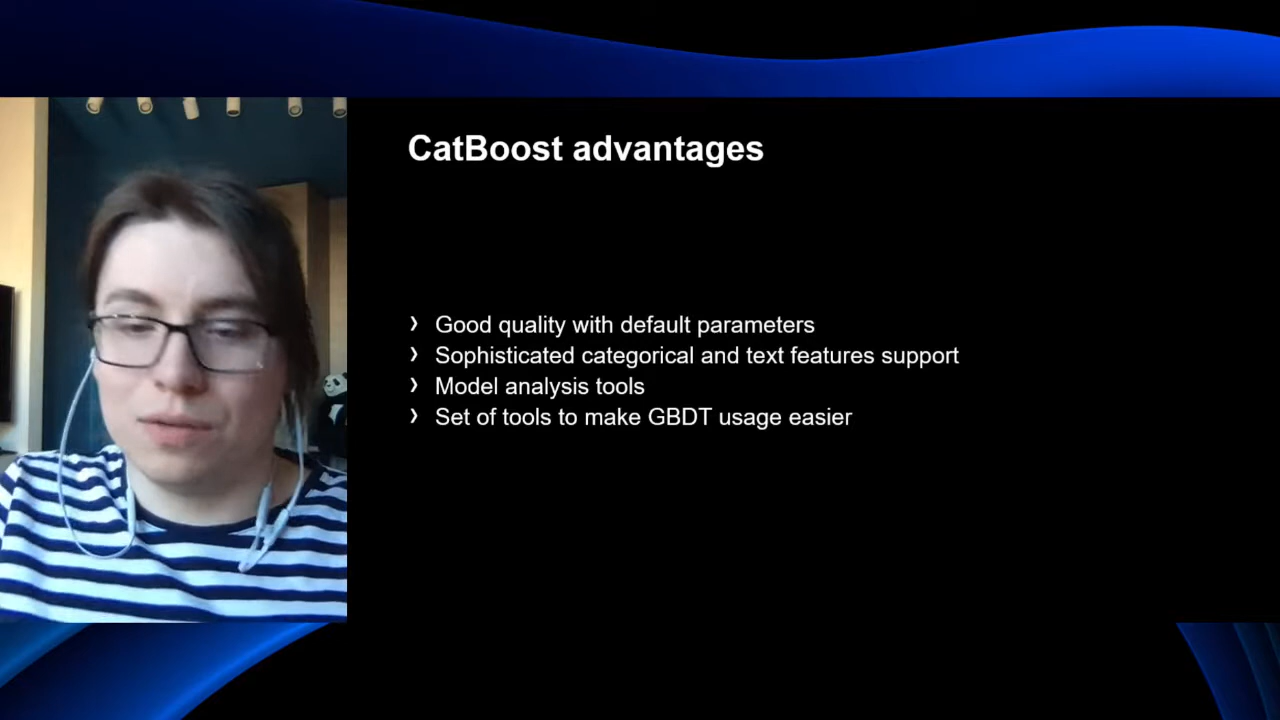 CatBoost advantages
› Good quality with default parameters
› Sophisticated categorical and text features support
› Model analysis tools
› Set of tools to make GBDT usage easier